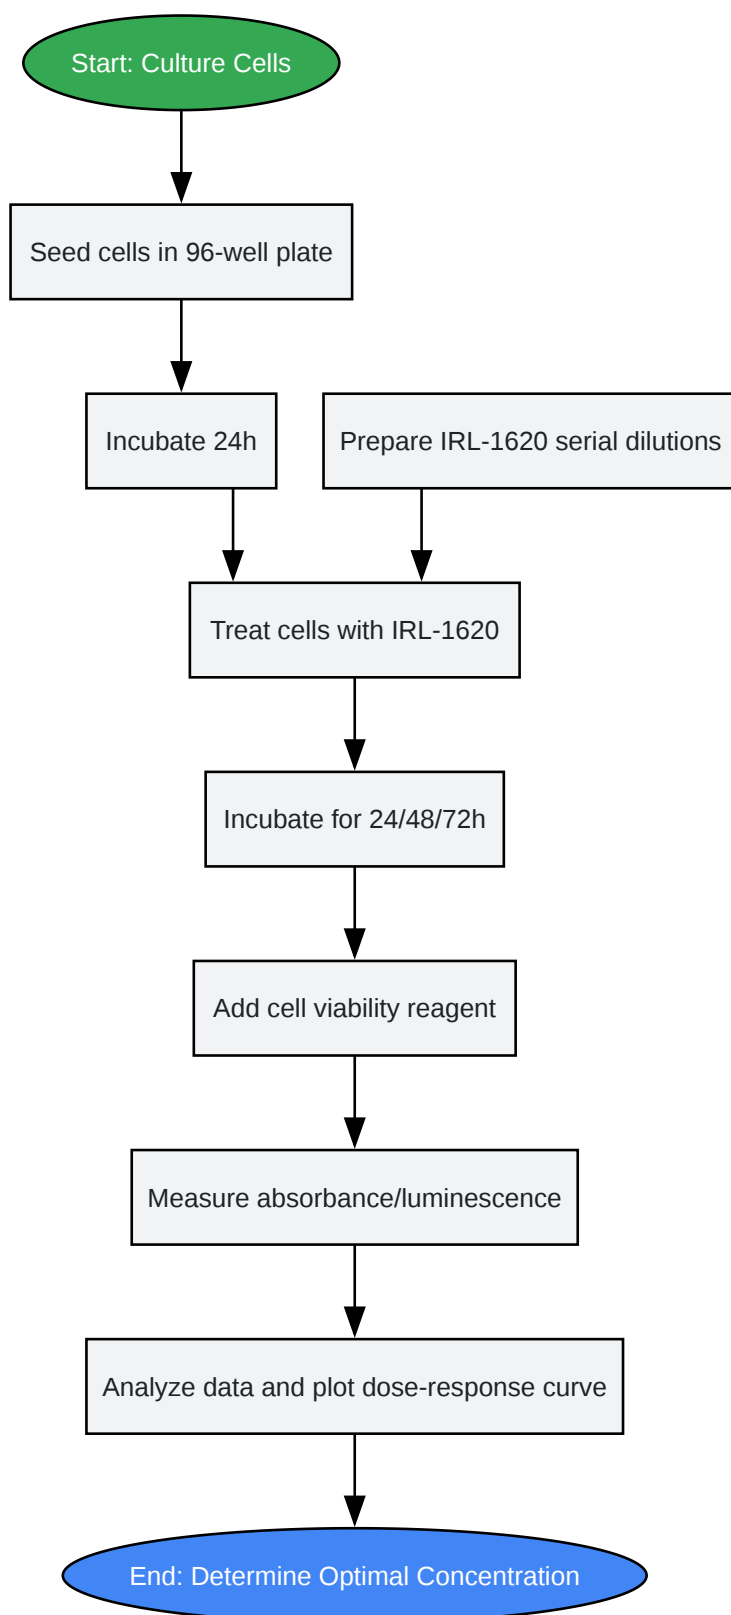 Start: Culture Cells
Seed cells in 96-well plate
Incubate 24h
Prepare IRL-1620 serial dilutions
Treat cells with IRL-1620
Incubate for 24/48/72h
Add cell viability reagent
Measure absorbance/luminescence
Analyze data and plot dose-response curve
End: Determine Optimal Concentration